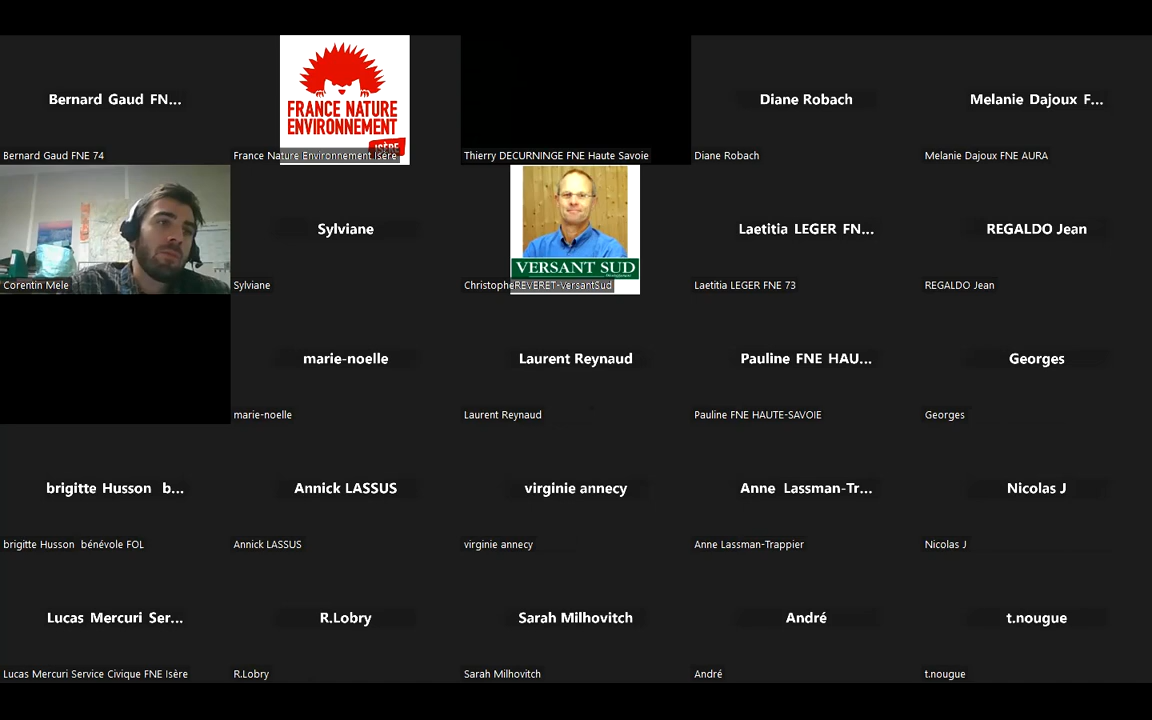 Bernard Gaud FN...
Bernard Gaud FNE 74
FRANCE NATURE
ENVIRONNEMENT
ISÈRE
France Nature Environnement Isère
Thierry DECURNINGE FNE Haute Savoie
Diane Robach
Diane Robach
Melanie Dajoux F...
Melanie Dajoux FNE AURA
Corentin Mele
Sylviane
Sylviane
VERSANT SUD
ChristopheREVERET-VersantSud
Laetitia LEGER FN...
Laetitia LEGER FNE 73
REGALDO Jean
REGALDO Jean
marie-noelle
marie-noelle
Laurent Reynaud
Laurent Reynaud
Pauline FNE HAU...
Pauline FNE HAUTE-SAVOIE
Georges
Georges
brigitte Husson b...
brigitte Husson bénévole FOL
Annick LASSUS
Annick LASSUS
virginie annecy
virginie annecy
Anne Lassman-Tr...
Anne Lassman-Trappier
Nicolas J
Nicolas J
Lucas Mercuri Ser...
Lucas Mercuri Service Civique FNE Isère
R.Lobry
R.Lobry
Sarah Milhovitch
Sarah Milhovitch
André
André
t.nougue
t.nougue